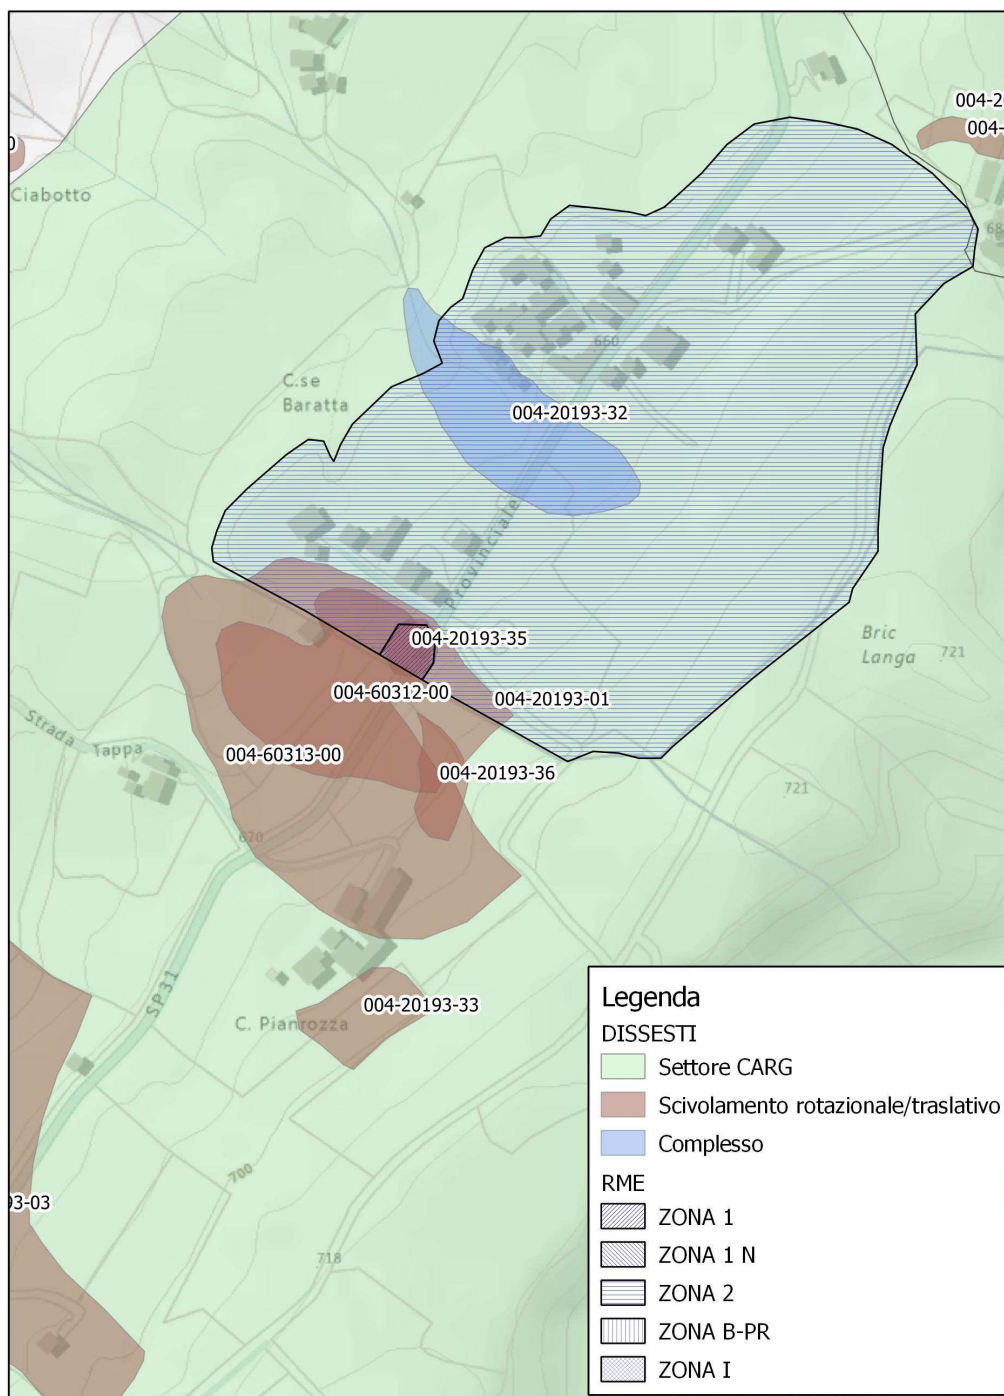 004-2
004-
0
Ciabotto
68
660
C.se
Baratta
004-20193-32
Provinciale
004-20193-35
Bric
Langa
721
004-60312-00
004-20193-01
Strada Tappa
004-60313-00
004-20193-36
721
670
SP31
004-20193-33
C. Pianrozza
700
93-03
718
Legenda
DISSESTI
Settore CARG
Scivolamento rotazionale/traslativo
Complesso
RME
ZONA 1
ZONA 1 N
ZONA 2
ZONA B-PR
ZONA I